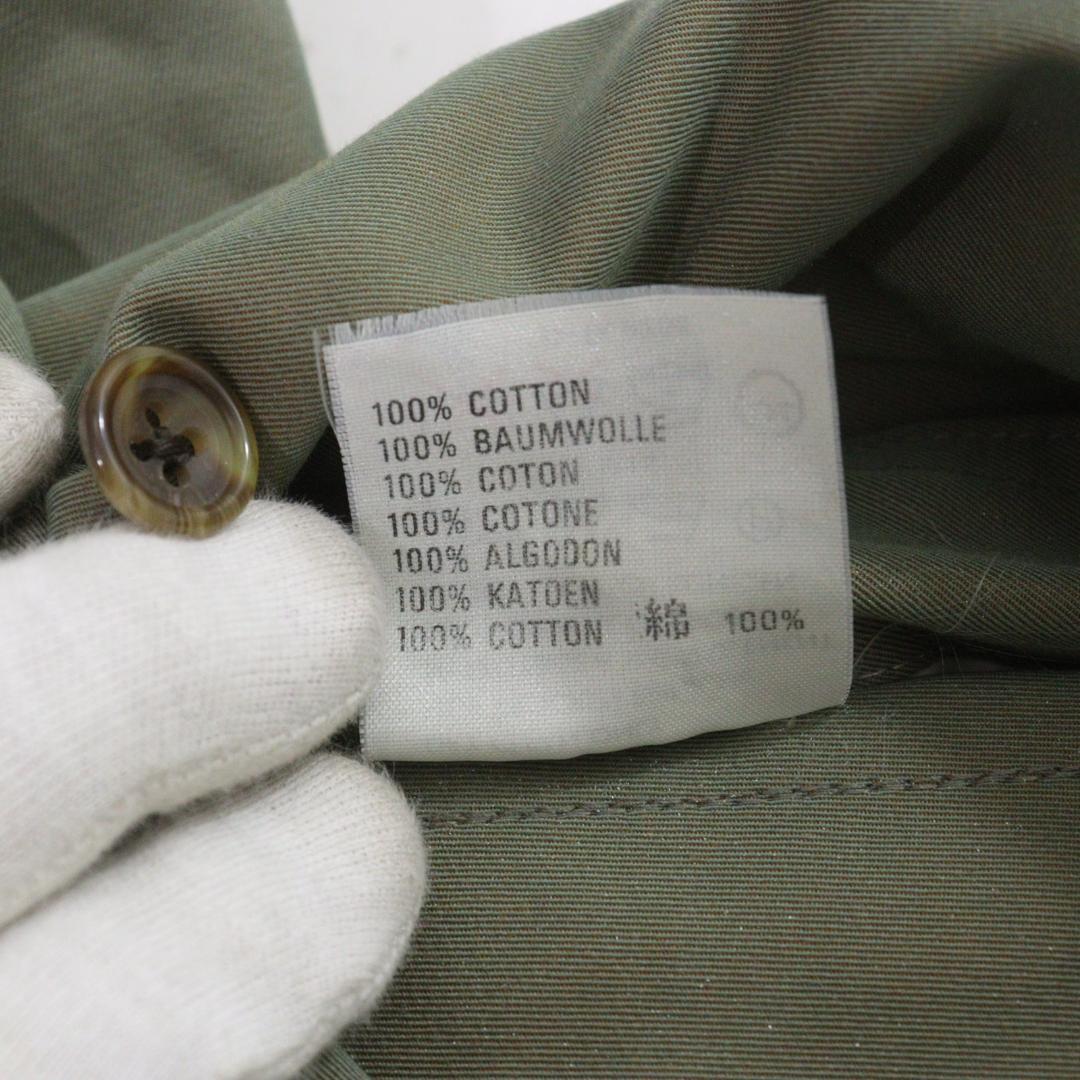 100% COTTON
100% BAUMWOLLE
100% COTON
100% COTONE
100% ALGODON
100% KATOEN
100% COTTON 綿 100%